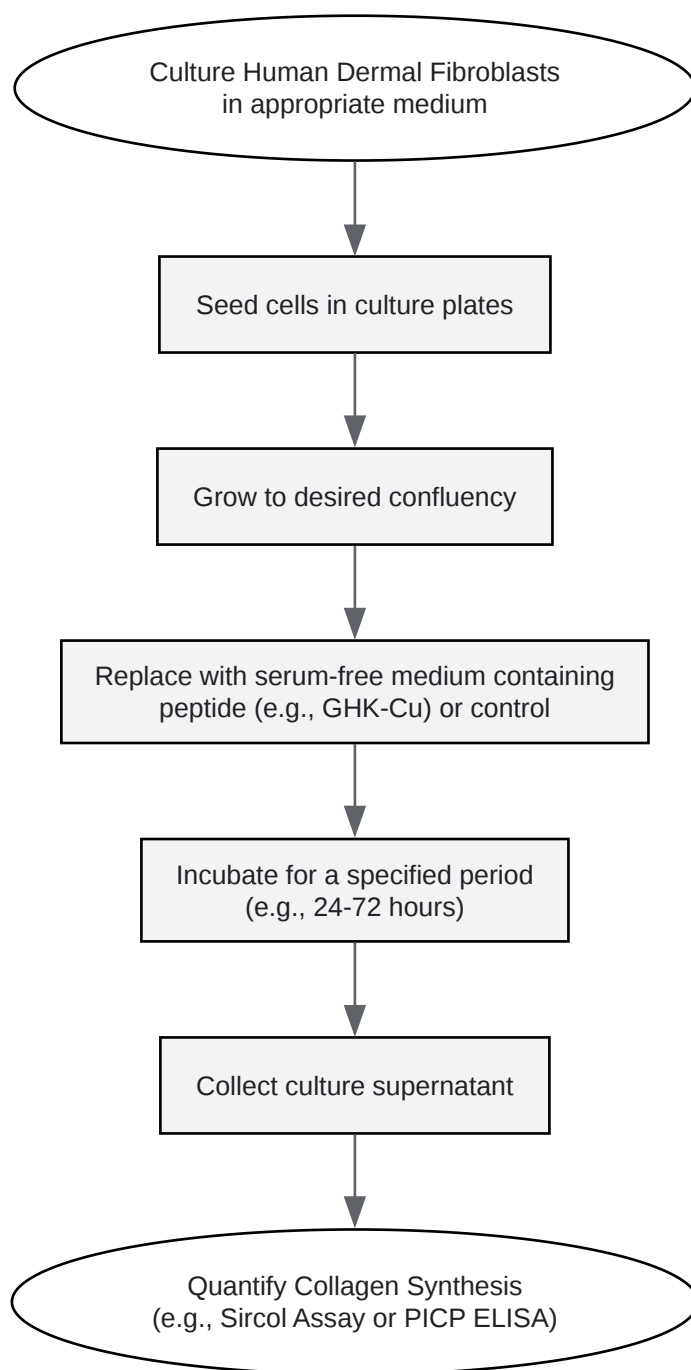 Culture Human Dermal Fibroblasts
in appropriate medium
Seed cells in culture plates
Grow to desired confluency
Replace with serum-free medium containing
peptide (e.g., GHK-Cu) or control
Incubate for a specified period
(e.g., 24-72 hours)
Collect culture supernatant
Quantify Collagen Synthesis
(e.g., Sircol Assay or PICP ELISA)